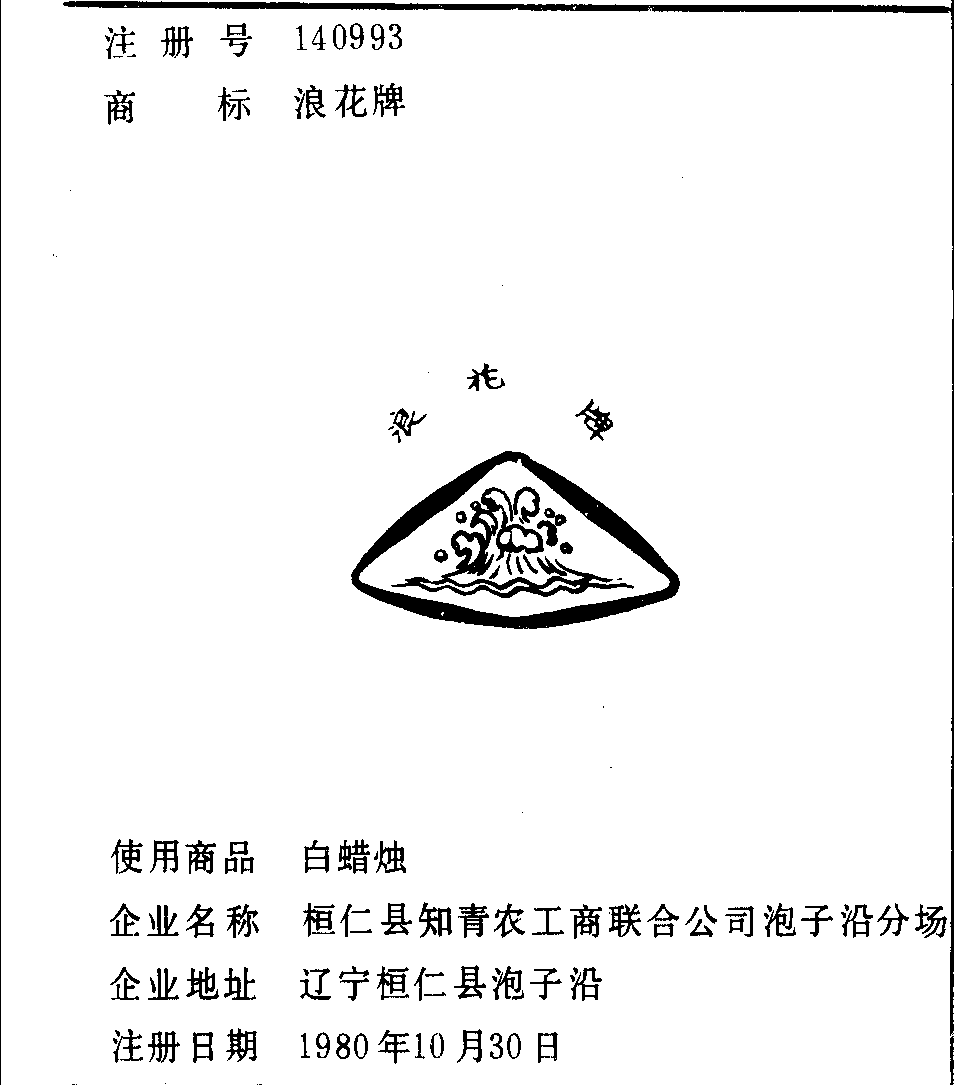 注册号 140993
商标 浪花牌
浪花牌
使用商品 白蜡烛
企业名称 桓仁县知青农工商联合公司泡子沿分场
企业地址 辽宁桓仁县泡子沿
注册日期 1980年10月30日